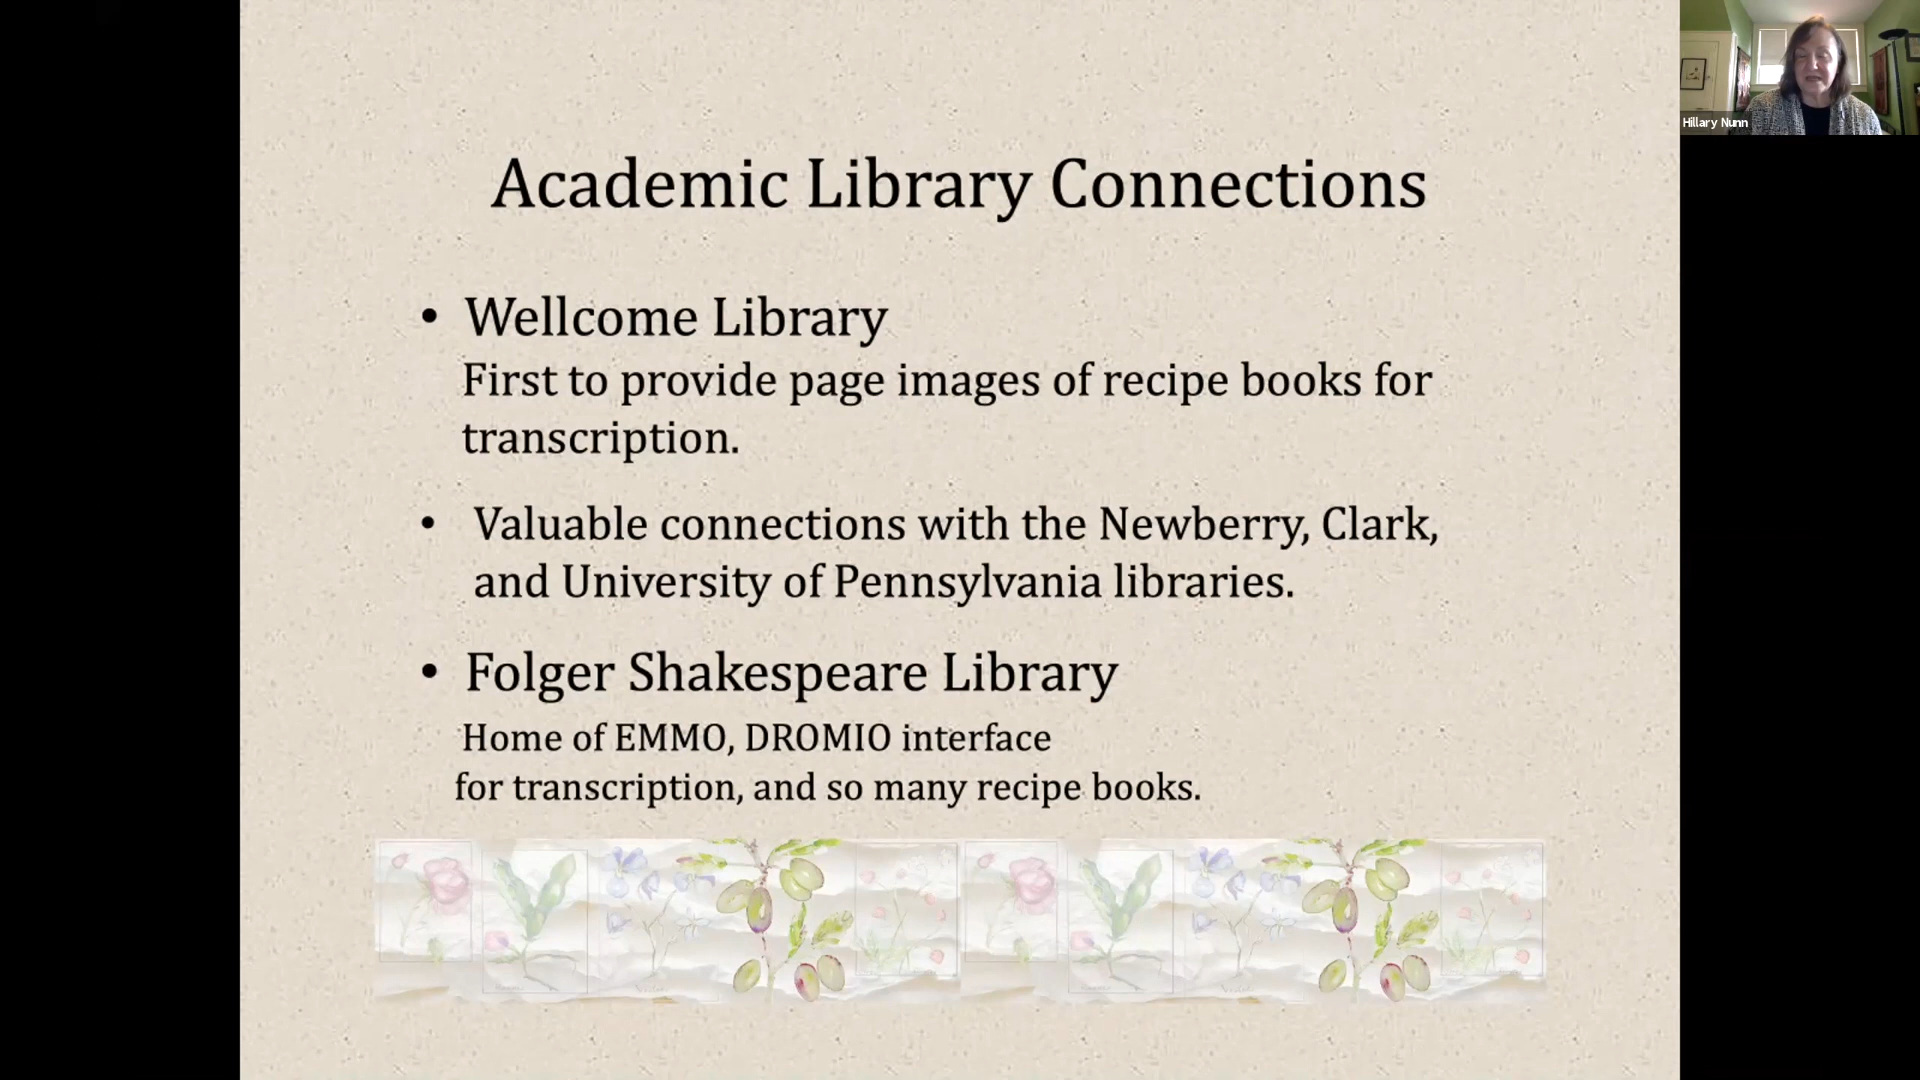 Academic Library Connections
• Wellcome Library
First to provide page images of recipe books for
transcription.
• Valuable connections with the Newberry, Clark,
and University of Pennsylvania libraries.
• Folger Shakespeare Library
Home of EMMO, DROMIO interface
for transcription, and so many recipe books.
Hillary Nunn